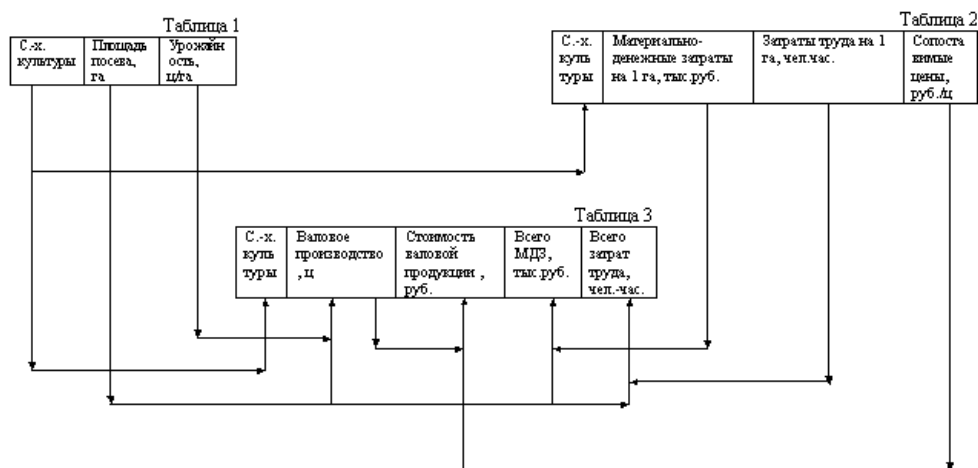 Таблица 1
С.-х. культуры
Площадь посева, га
Урожайн ость, ц/га
Таблица 2
С.-х. куль туры
Материально- денежные затраты на 1 га, тыс.руб.
Затраты труда на 1 га, чел.час.
Сопоста вимые цены, руб./ц
Таблица 3
С.-х. куль туры
Валовое производство , ц
Стоимость валовой продукции , руб.
Всего МДЗ, тыс.руб.
Всего затрат труда, чел.-час.